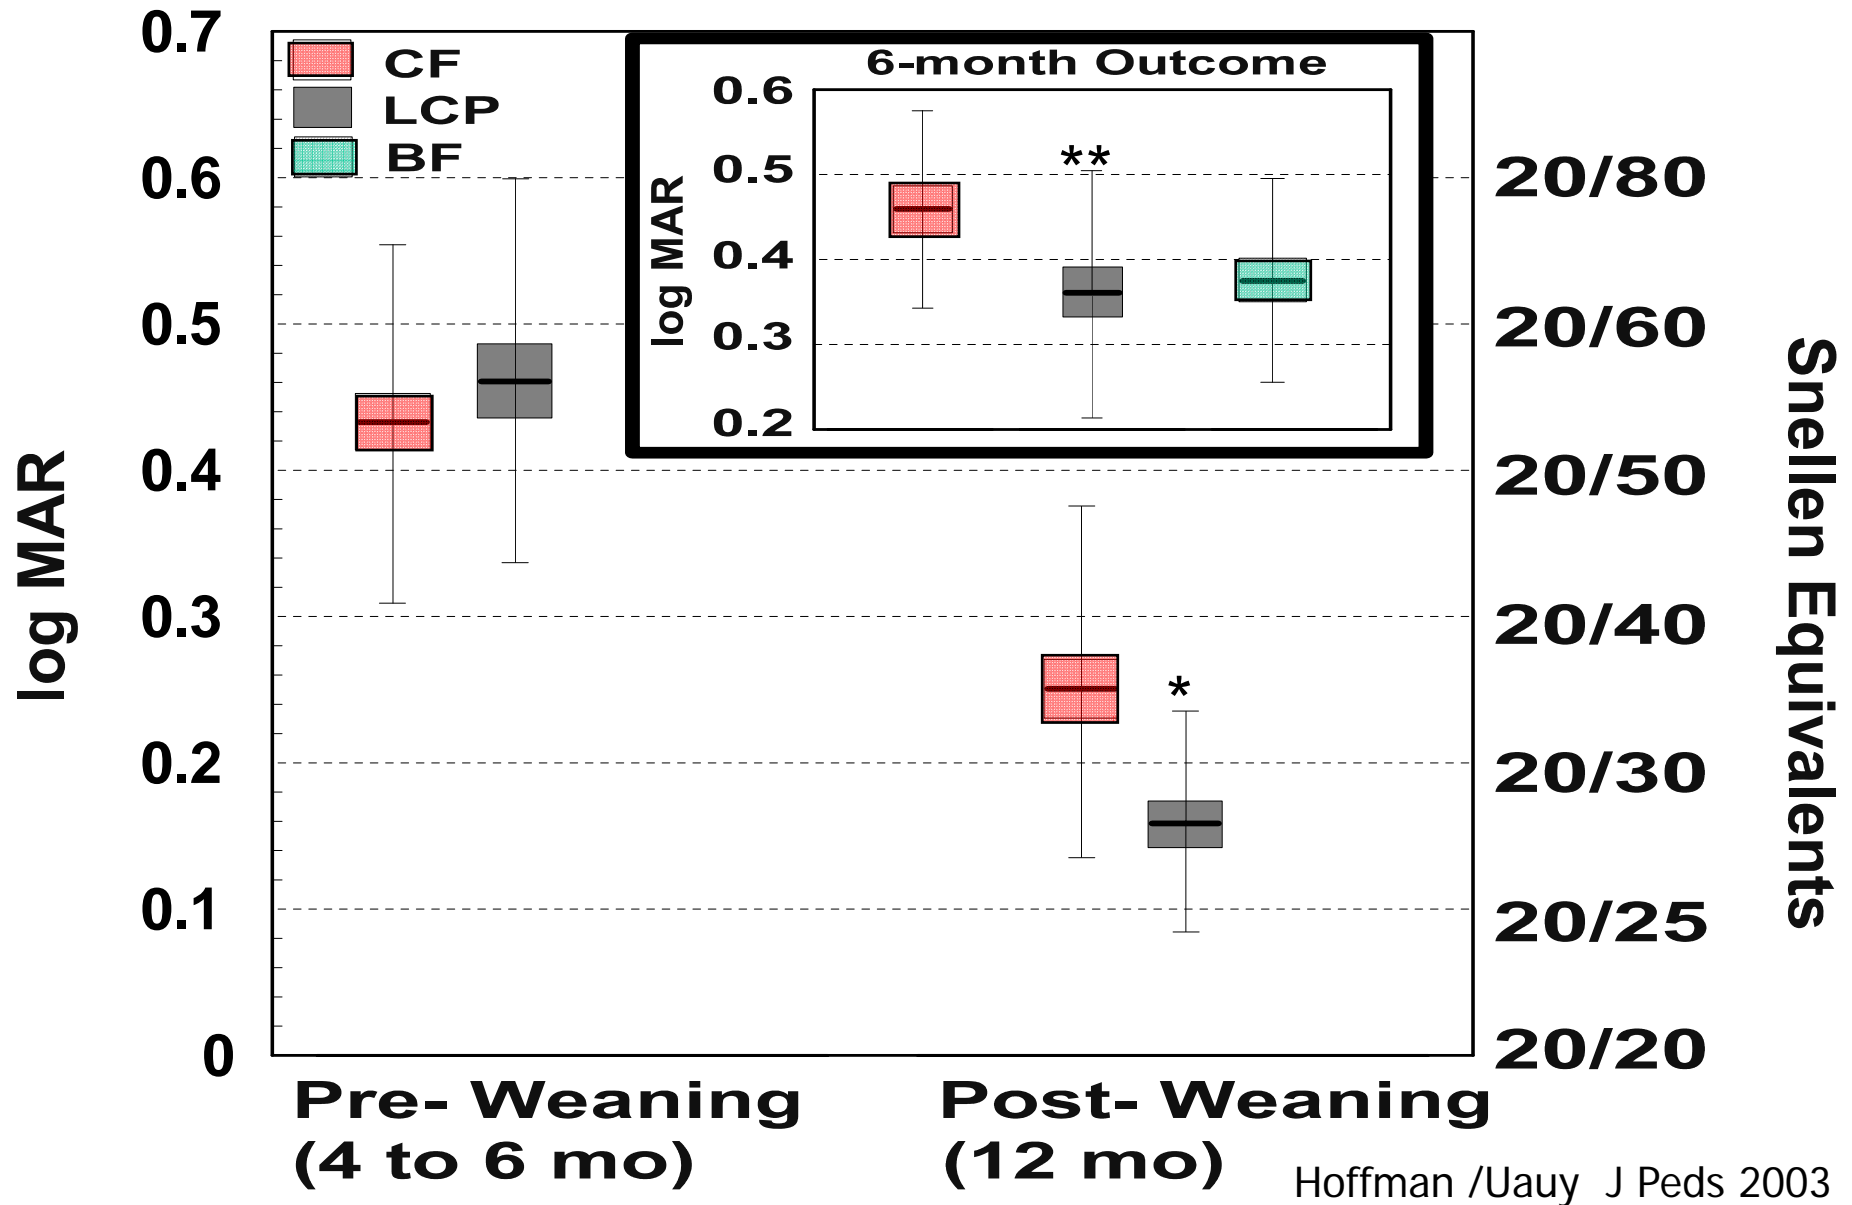 CF
LCP
BF
log MAR
0.7
0.6
0.5
0.4
0.3
0.2
0.1
0
6-month Outcome
log MAR
0.6
0.5
0.4
0.3
0.2
**
*
20/80
20/60
20/50
20/40
20/30
20/25
20/20
Snellen Equivalents
Pre- Weaning
(4 to 6 mo)
Post- Weaning
(12 mo)
Hoffman /Uauy J Peds 2003